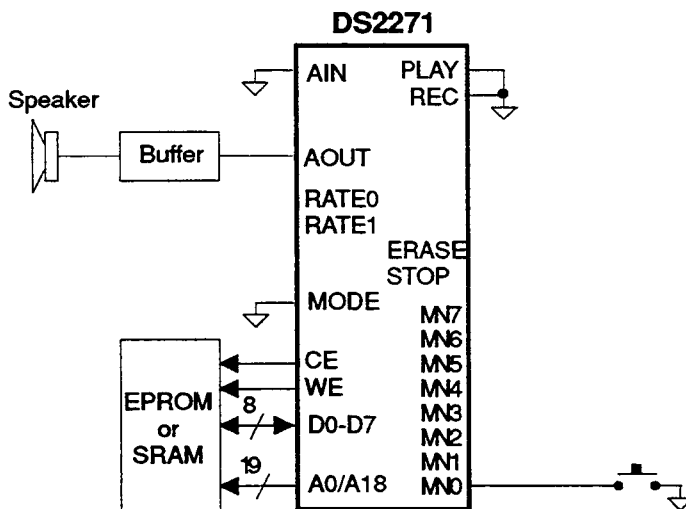 DS2271
AIN
PLAY
REC
Speaker
Buffer
AOUT
RATE0
RATE1
ERASE
STOP
MODE
MN7
MN6
MN5
MN4
MN3
MN2
MN1
MN0
CE
WE
EPROM
or
SRAM
8
D0-D7
19
A0/A18